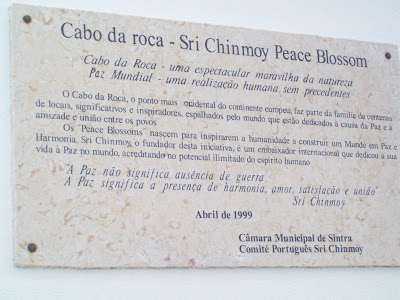 Cabo da roca - Sri Chinmoy Peace Blossom
Cabo da Roca - uma espectacular maravilha da natureza
Paz Mundial - uma realização humana sem precedentes
O Cabo da Roca, o ponto mais ocidental do continente europeu, faz parte da família de centenas
de locais, significativos e inspiradores, espalhados pelo mundo que estão dedicados à causa da Paz e à
amizade e união entre os povos
Os "Peace Blossoms" nasçem para inspirarem a humanidade a construir um Mundo em Paz e
Harmonia. Sri Chinmoy, o fundador desta iniciativa, é um embaixador internacional que dedicou a sua
vida à Paz no mundo, acreditando no potencial ilimitado do espírito humano
"A Paz não significa ausência de guerra
A Paz significa a presença de harmonia, amor, satisfação e união"
Sri Chinmoy
Abril de 1999
Câmara Municipal de Sintra
Comité Português Sri Chinmoy